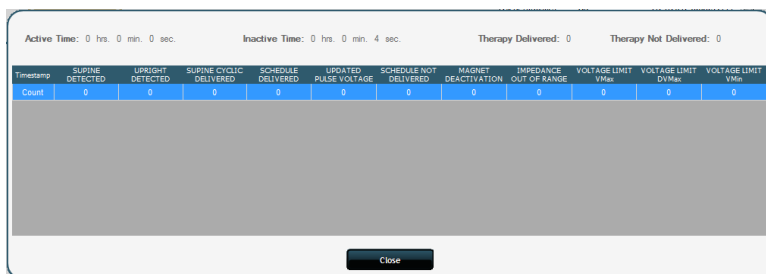 Active Time: 0 hrs. 0 min. 0 sec. Inactive Time: 0 hrs. 0 min. 4 sec. Therapy Delivered: 0 Therapy Not Delivered: 0
Timestamp SUPINE DETECTED UPRIGHT DETECTED SUPINE CYCLIC DELIVERED SCHEDULE DELIVERED UPDATED PULSE VOLTAGE SCHEDULE NOT DELIVERED MAGNET DEACTIVATION IMPEDANCE OUT OF RANGE VOLTAGE LIMIT VMax VOLTAGE LIMIT DVMax VOLTAGE LIMIT VMin
Count 0 0 0 0 0 0 0 0 0 0 0
Close